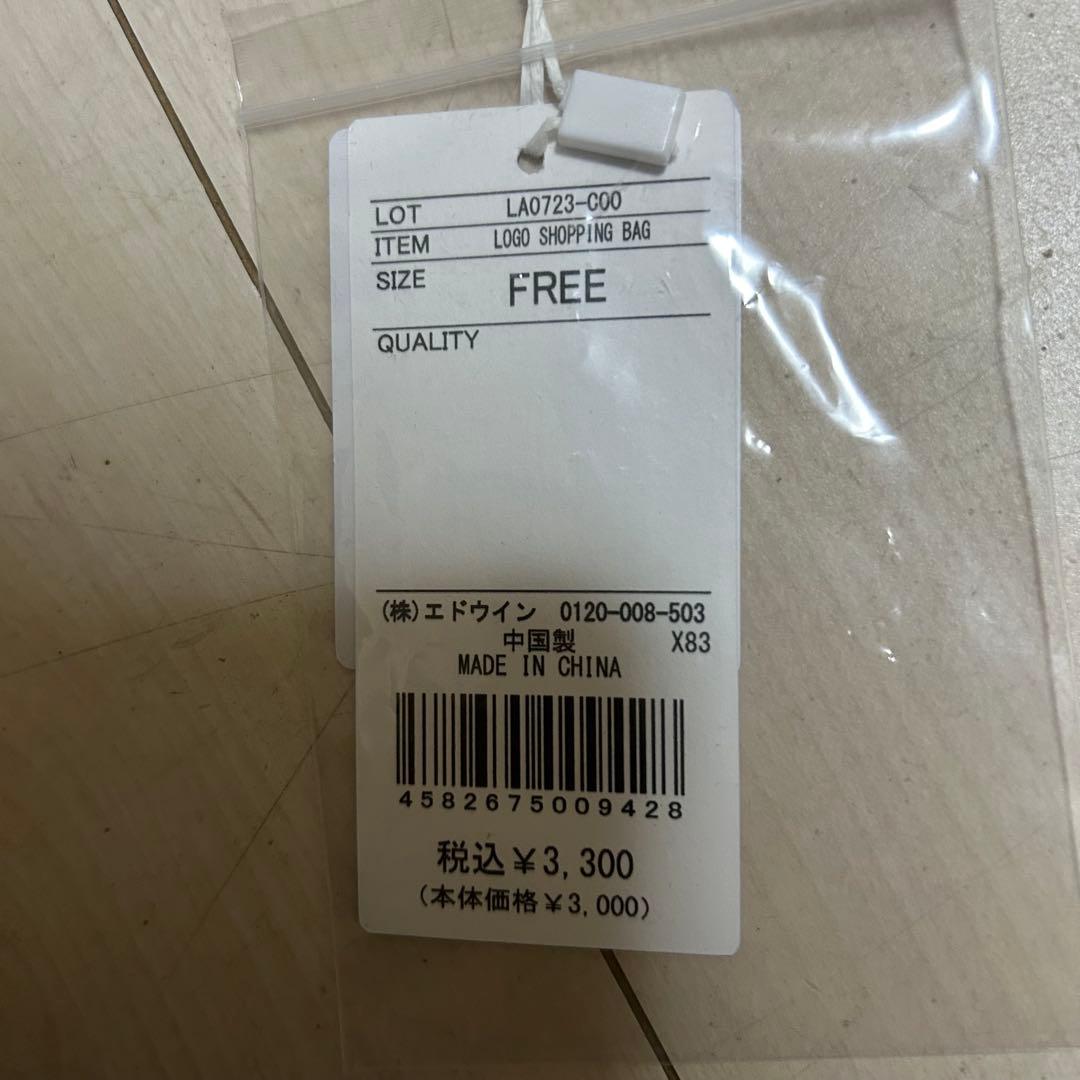 LOT LA0723-C00
ITEM LOGO SHOPPING BAG
SIZE FREE
QUALITY
(株)エドウイン 0120-008-503
中国製 X83
MADE IN CHINA
4582675009428
税込¥3,300
(本体価格¥3,000)